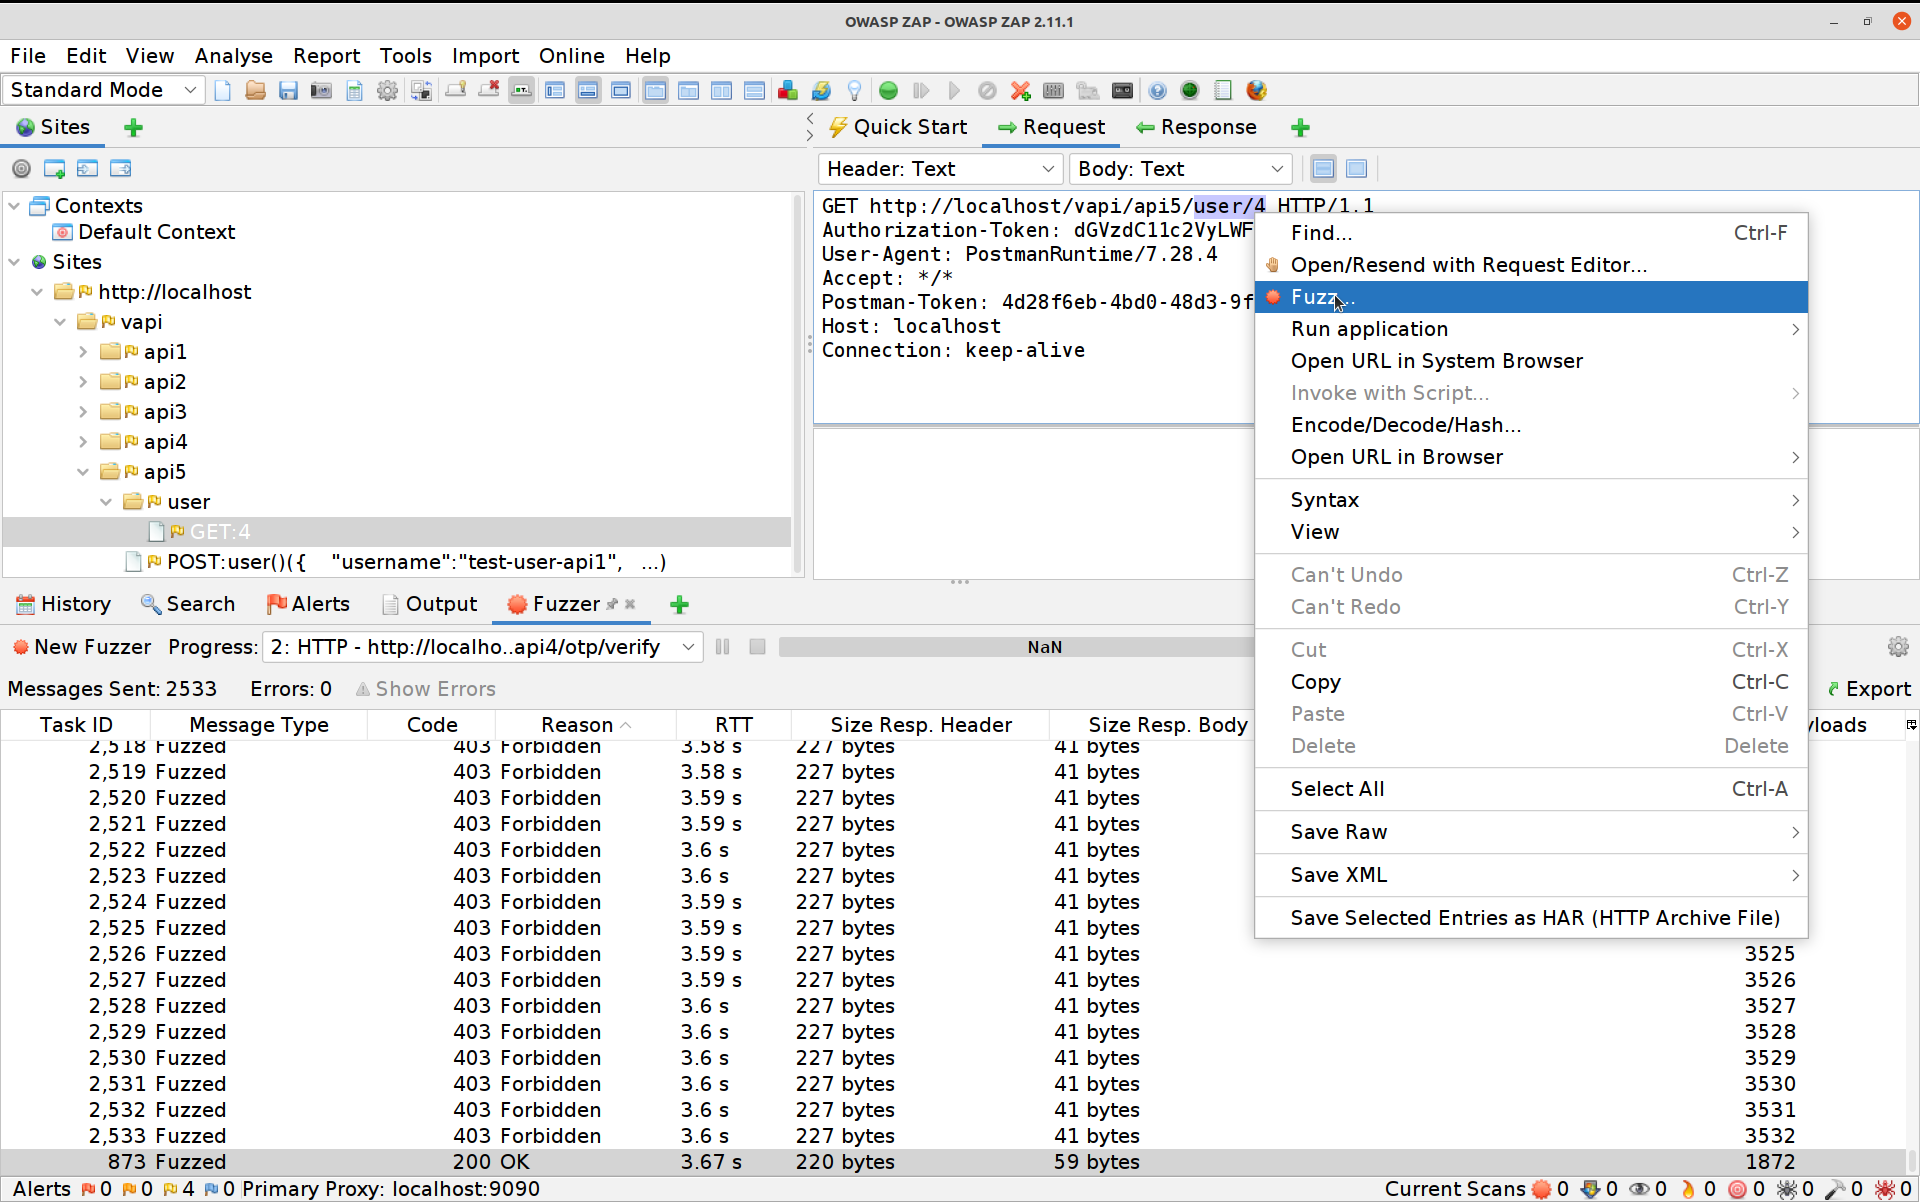 OWASP ZAP - OWASP ZAP 2.11.1
File Edit View Analyse Report Tools Import Online Help
Standard Mode
Sites
Quick Start Request Response
Header: Text Body: Text
Contexts
Default Context
Sites
http://localhost
vapi
api1
api2
api3
api4
api5
user
GET:4
POST:user()({ "username":"test-user-api1", ...)
GET http://localhost/vapi/api5/user/4 HTTP/1.1
Authorization-Token: dGVzdC11c2VyLWF
User-Agent: PostmanRuntime/7.28.4
Accept: */*
Postman-Token: 4d28f6eb-4bd0-48d3-9f
Host: localhost
Connection: keep-alive
Find... Ctrl-F
Open/Resend with Request Editor...
Fuzz...
Run application
Open URL in System Browser
Invoke with Script...
Encode/Decode/Hash...
Open URL in Browser
Syntax
View
Can't Undo Ctrl-Z
Can't Redo Ctrl-Y
Cut Ctrl-X
Copy Ctrl-C
Paste Ctrl-V
Delete Delete
Select All Ctrl-A
Save Raw
Save XML
Save Selected Entries as HAR (HTTP Archive File)
History Search Alerts Output Fuzzer
New Fuzzer Progress: 2: HTTP - http://localho..api4/otp/verify NaN
Messages Sent: 2533 Errors: 0 Show Errors Export
Task ID Message Type Code Reason RTT Size Resp. Header Size Resp. Body yloads
2,518 Fuzzed 403 Forbidden 3.58 s 227 bytes 41 bytes
2,519 Fuzzed 403 Forbidden 3.58 s 227 bytes 41 bytes
2,520 Fuzzed 403 Forbidden 3.59 s 227 bytes 41 bytes
2,521 Fuzzed 403 Forbidden 3.59 s 227 bytes 41 bytes
2,522 Fuzzed 403 Forbidden 3.6 s 227 bytes 41 bytes
2,523 Fuzzed 403 Forbidden 3.6 s 227 bytes 41 bytes
2,524 Fuzzed 403 Forbidden 3.59 s 227 bytes 41 bytes
2,525 Fuzzed 403 Forbidden 3.59 s 227 bytes 41 bytes
2,526 Fuzzed 403 Forbidden 3.59 s 227 bytes 41 bytes 3525
2,527 Fuzzed 403 Forbidden 3.59 s 227 bytes 41 bytes 3526
2,528 Fuzzed 403 Forbidden 3.6 s 227 bytes 41 bytes 3527
2,529 Fuzzed 403 Forbidden 3.6 s 227 bytes 41 bytes 3528
2,530 Fuzzed 403 Forbidden 3.6 s 227 bytes 41 bytes 3529
2,531 Fuzzed 403 Forbidden 3.6 s 227 bytes 41 bytes 3530
2,532 Fuzzed 403 Forbidden 3.6 s 227 bytes 41 bytes 3531
2,533 Fuzzed 403 Forbidden 3.6 s 227 bytes 41 bytes 3532
873 Fuzzed 200 OK 3.67 s 220 bytes 59 bytes 1872
Alerts 0 0 4 0 Primary Proxy: localhost:9090 Current Scans 0 0 0 0 0 0 0 0